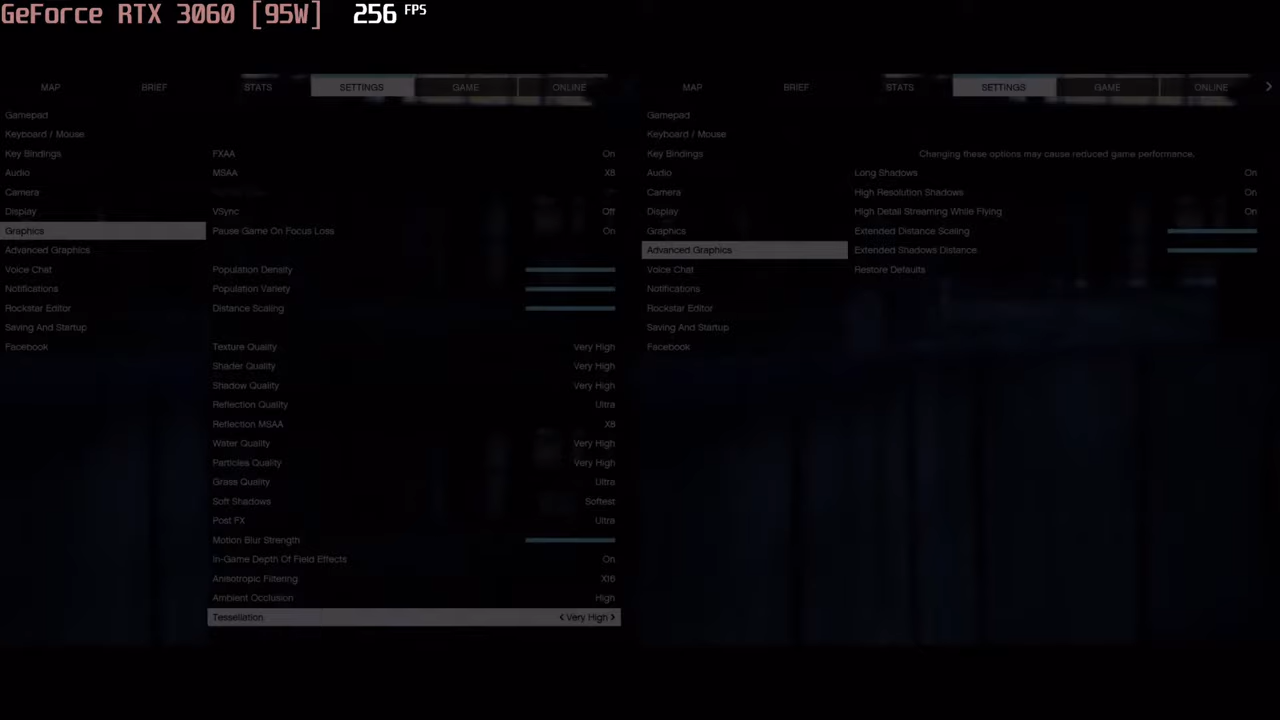 GeForce RTX 3060 [95W] 256 FPS
MAP BRIEF STATS SETTINGS GAME ONLINE
Gamepad
Keyboard / Mouse
Key Bindings FXAA On
Audio MSAA X8
Camera
Display VSync Off
Graphics Pause Game On Focus Loss On
Advanced Graphics
Voice Chat Population Density
Notifications Population Variety
Rockstar Editor Distance Scaling
Saving And Startup
Facebook Texture Quality Very High
Shader Quality Very High
Shadow Quality Very High
Reflection Quality Ultra
Reflection MSAA X8
Water Quality Very High
Particles Quality Very High
Grass Quality Ultra
Soft Shadows Softest
Post FX Ultra
Motion Blur Strength
In-Game Depth Of Field Effects On
Anisotropic Filtering X16
Ambient Occlusion High
Tessellation < Very High >
MAP BRIEF STATS SETTINGS GAME ONLINE >
Gamepad
Keyboard / Mouse
Key Bindings Changing these options may cause reduced game performance.
Audio Long Shadows On
Camera High Resolution Shadows On
Display High Detail Streaming While Flying On
Graphics Extended Distance Scaling
Advanced Graphics Extended Shadows Distance
Voice Chat Restore Defaults
Notifications
Rockstar Editor
Saving And Startup
Facebook